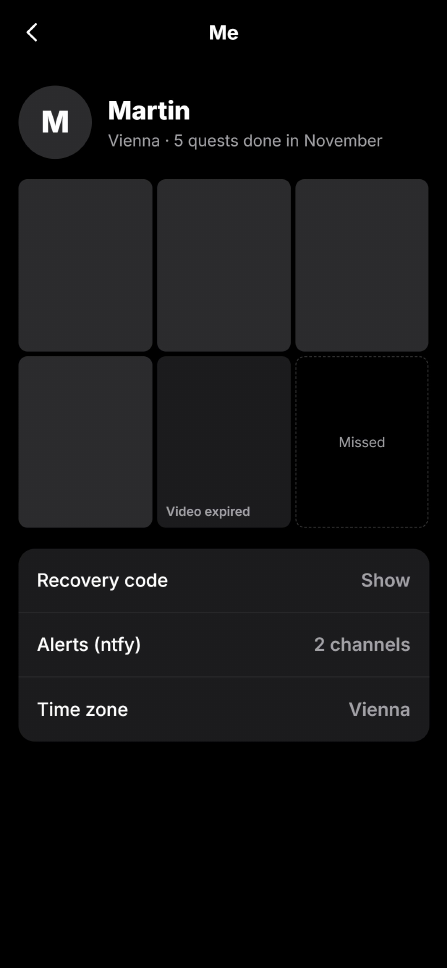 Me
M
Martin
Vienna · 5 quests done in November
Missed
Video expired
Recovery code Show
Alerts (ntfy) 2 channels
Time zone Vienna